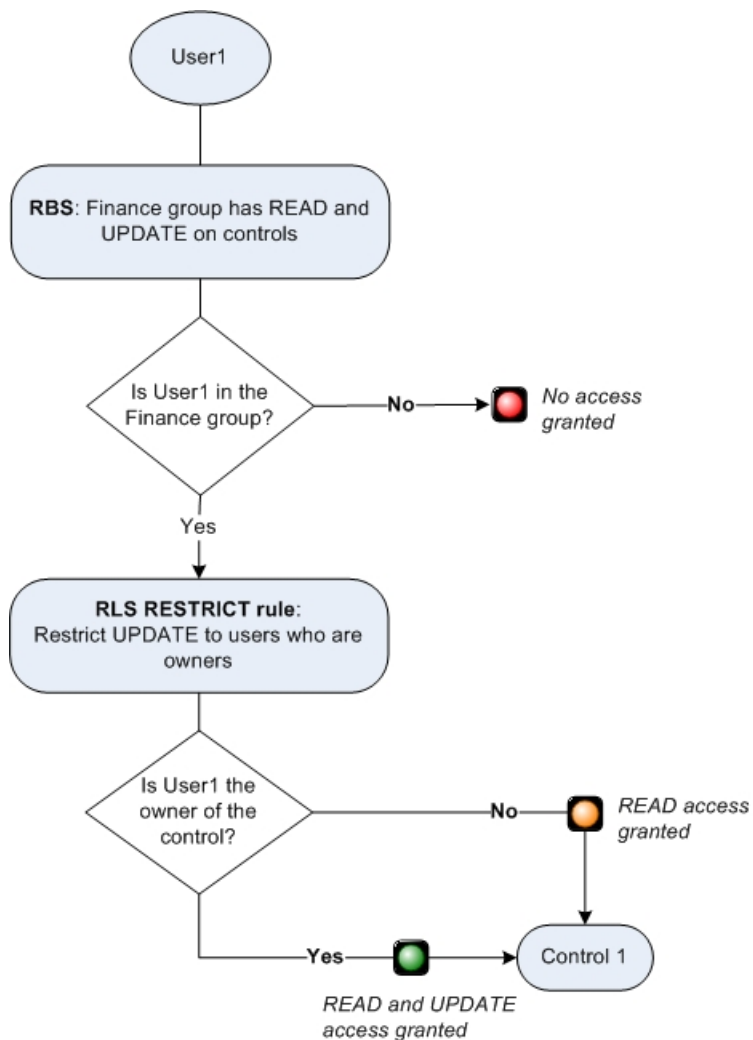 User1
RBS: Finance group has READ and
UPDATE on controls
Is User1 in the
Finance group?
No
No access
granted
Yes
RLS RESTRICT rule:
Restrict UPDATE to users who are
owners
Is User1 the
owner of the
control?
No
READ access
granted
Yes
Control 1
READ and UPDATE
access granted